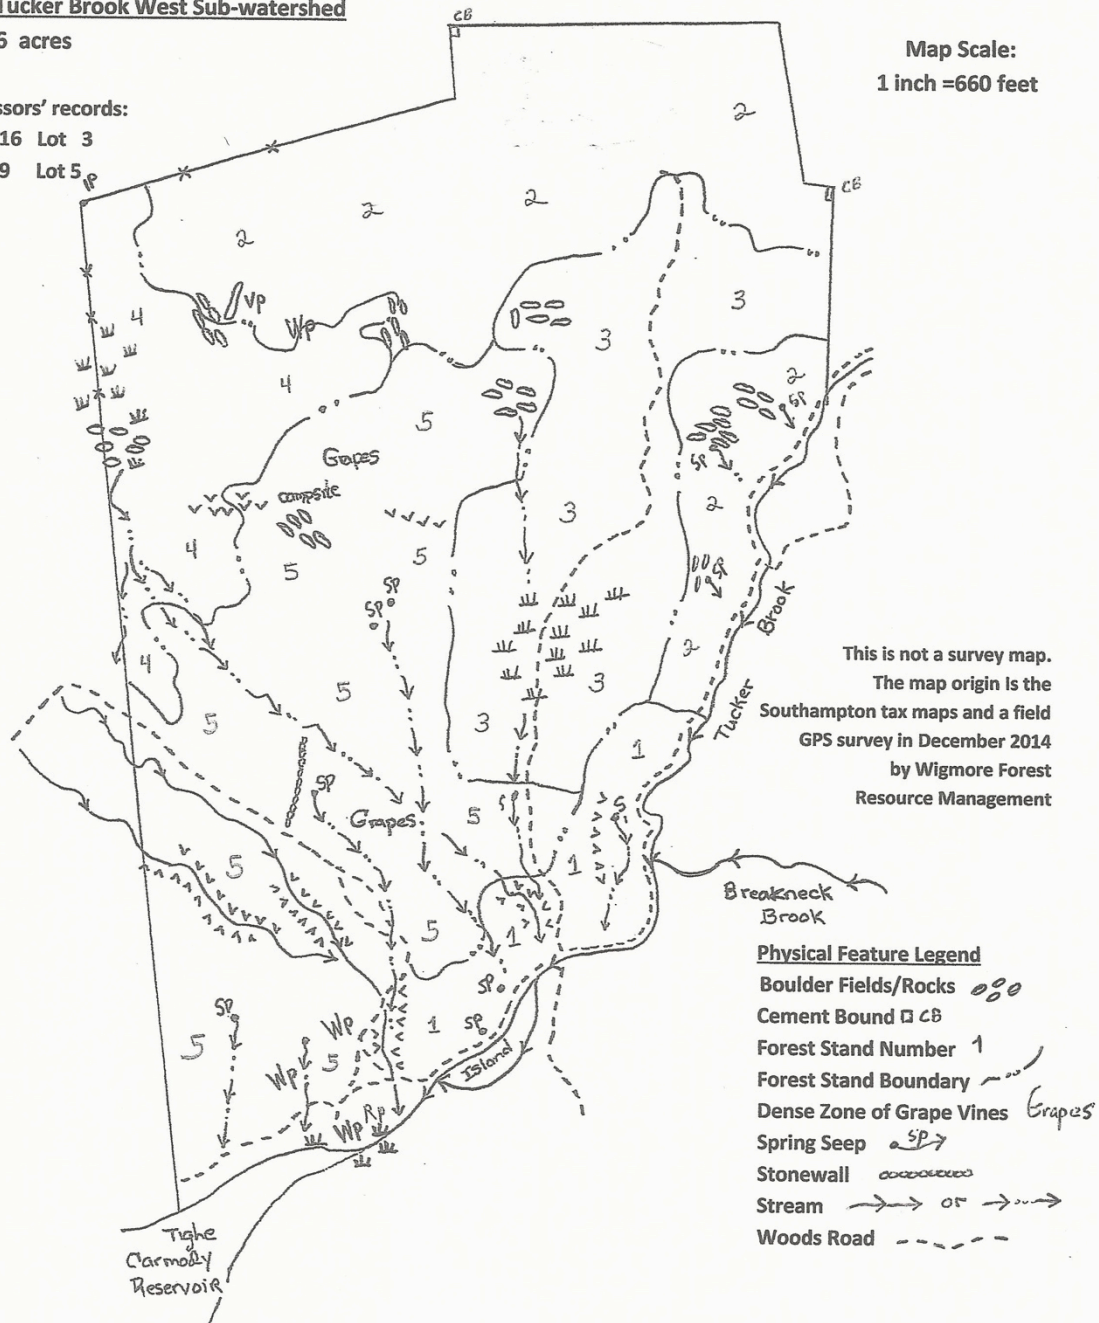 Tucker Brook West Sub-watershed
6 acres
ssors' records:
16 Lot 3
9 Lot 5
Map Scale:
1 inch =660 feet
CB
IP
CB
2
2
2
2
Vp
Wp
4
3
3
4
5
2
SP
Grapes
SP
campsite
3
2
4
5
5
SP
SP
SP
Brook
2
4
5
3
5
3
Tucker
1
This is not a survey map.
The map origin Is the
Southampton tax maps and a field
GPS survey in December 2014
by Wigmore Forest
Resource Management
SP
Grapes
5
S
1
5
5
1
Breakneck
Brook
SP
SP
1
SP
Wp
5
5
Wp
Island
Wp
Rp
Tighe
Carmody
Reservoir
Physical Feature Legend
Boulder Fields/Rocks
Cement Bound CB
Forest Stand Number 1
Forest Stand Boundary
Dense Zone of Grape Vines Grapes
Spring Seep SP
Stonewall
Stream or
Woods Road